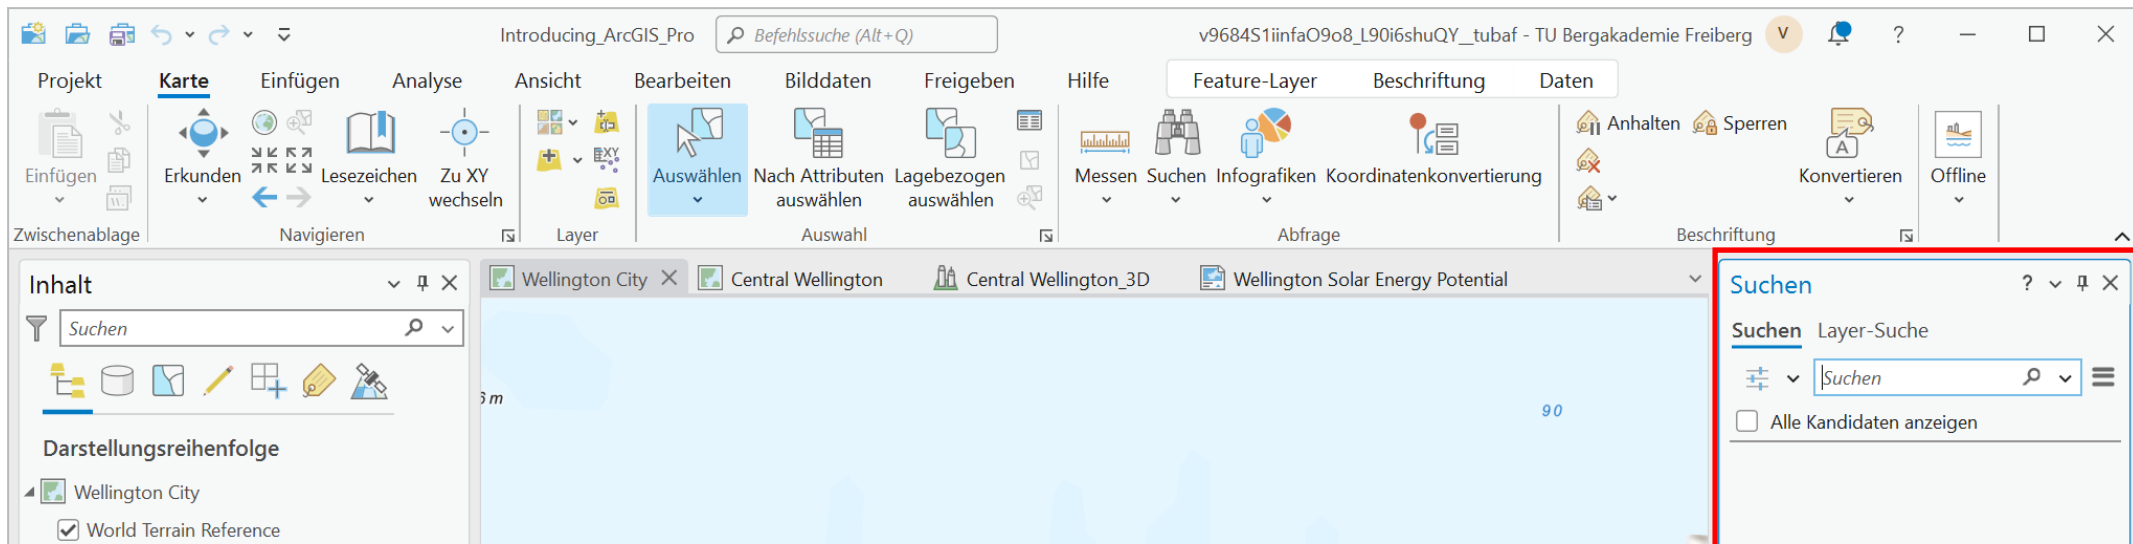 Introducing_ArcGIS_Pro
Befehlssuche (Alt+Q)
v9684S1iinfaO9o8_L90i6shuQY__tubaf - TU Bergakademie Freiberg
V
?
Projekt Karte Einfügen Analyse Ansicht Bearbeiten Bilddaten Freigeben Hilfe Feature-Layer Beschriftung Daten
Einfügen
Erkunden
Lesezeichen
Zu XY
wechseln
Auswählen
Nach Attributen
auswählen
Lagebezogen
auswählen
Messen
Suchen
Infografiken
Koordinatenkonvertierung
Anhalten
Sperren
Konvertieren
Offline
Zwischenablage
Navigieren
Layer
Auswahl
Abfrage
Beschriftung
Inhalt
Suchen
Darstellungsreihenfolge
Wellington City
World Terrain Reference
Wellington City
Central Wellington
Central Wellington_3D
Wellington Solar Energy Potential
m
90
Suchen
?
Suchen Layer-Suche
Suchen
Alle Kandidaten anzeigen